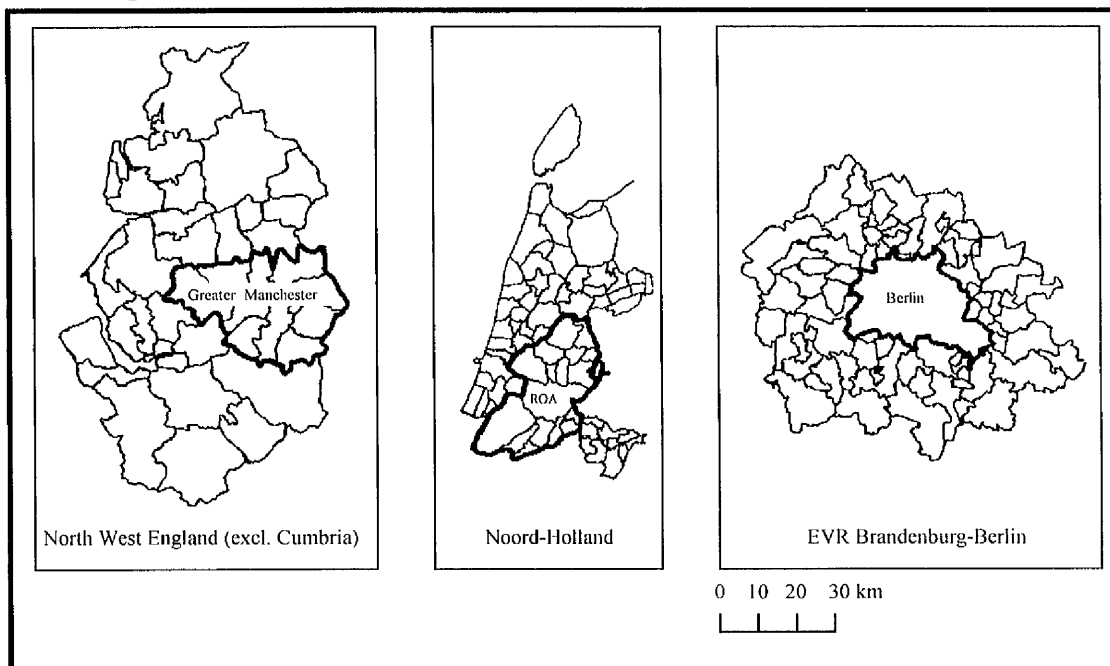 Greater Manchester
North West England (excl. Cumbria)
ROA
Noord-Holland
Berlin
EVR Brandenburg-Berlin
0 10 20 30 km